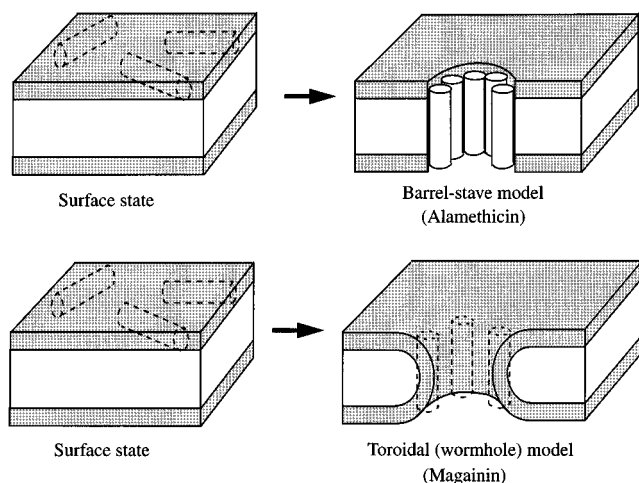 Surface state
Barrel-stave model
(Alamethicin)
Surface state
Toroidal (wormhole) model
(Magainin)